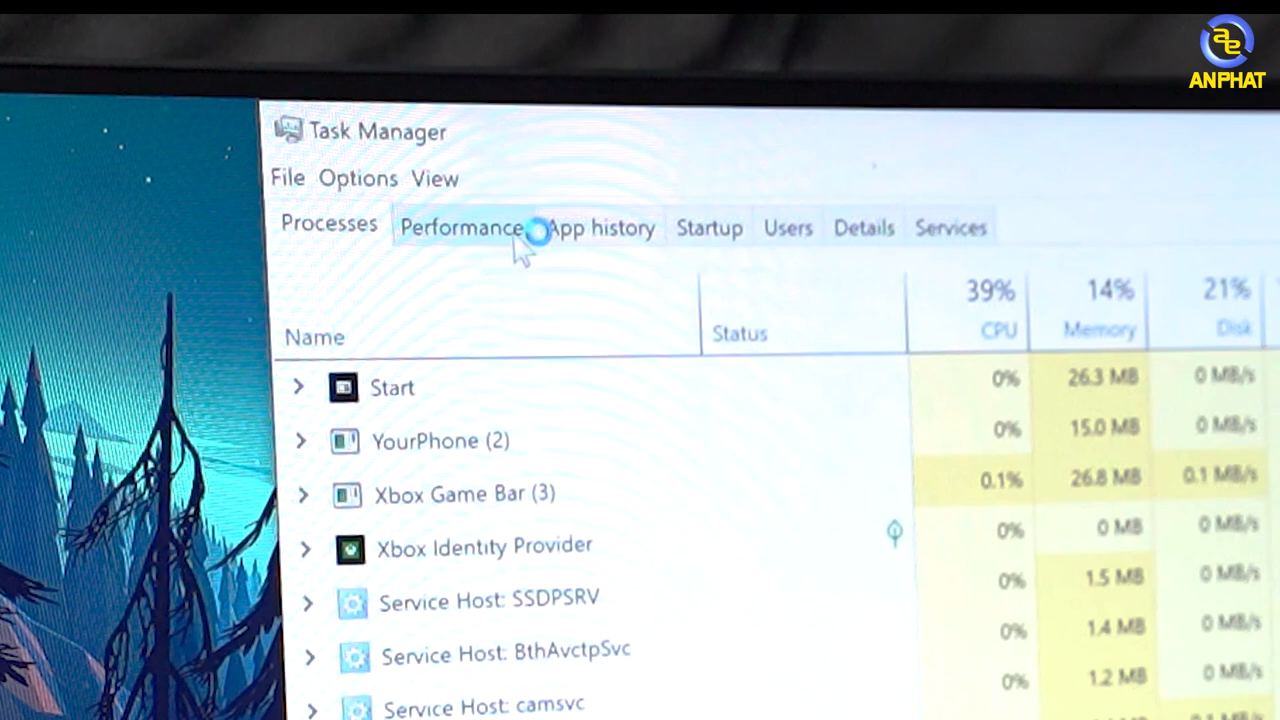 ae
ANPHAT
Task Manager
File Options View
Processes Performance App history Startup Users Details Services
39% 14% 21%
Name Status CPU Memory Disk
Start 0% 26.3 MB 0 MB/s
YourPhone (2) 0% 15.0 MB 0 MB/s
Xbox Game Bar (3) 0.1% 26.8 MB 0.1 MB/s
Xbox Identity Provider 0% 0 MB 0 MB/s
Service Host: SSDPSRV 0% 1.5 MB 0 MB/s
Service Host: BthAvctpSvc 0% 1.4 MB 0 MB/s
Service Host: camsvc 0% 1.2 MB 0 MB/s